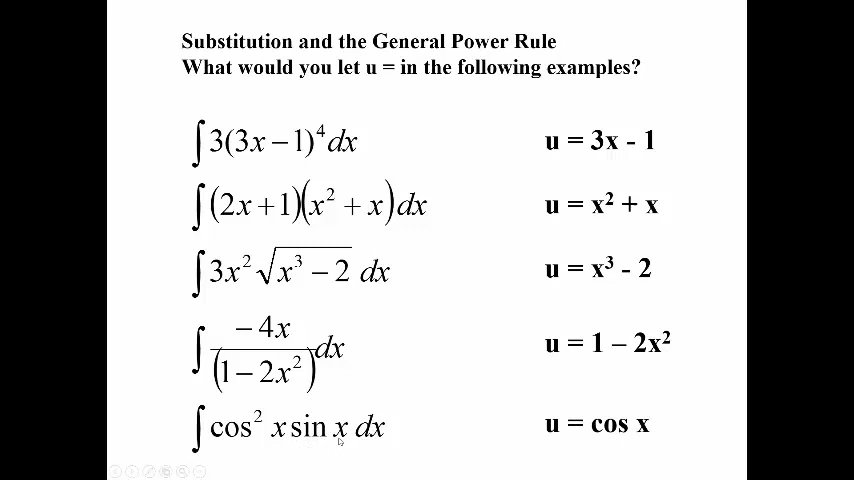 Substitution and the General Power Rule
What would you let u = in the following examples?
∫ 3(3x − 1)⁴ dx u = 3x - 1
∫ (2x + 1)(x² + x) dx u = x² + x
∫ 3x² √(x³ − 2) dx u = x³ - 2
∫ −4x / (1 − 2x²) dx u = 1 – 2x²
∫ cos² x sin x dx u = cos x